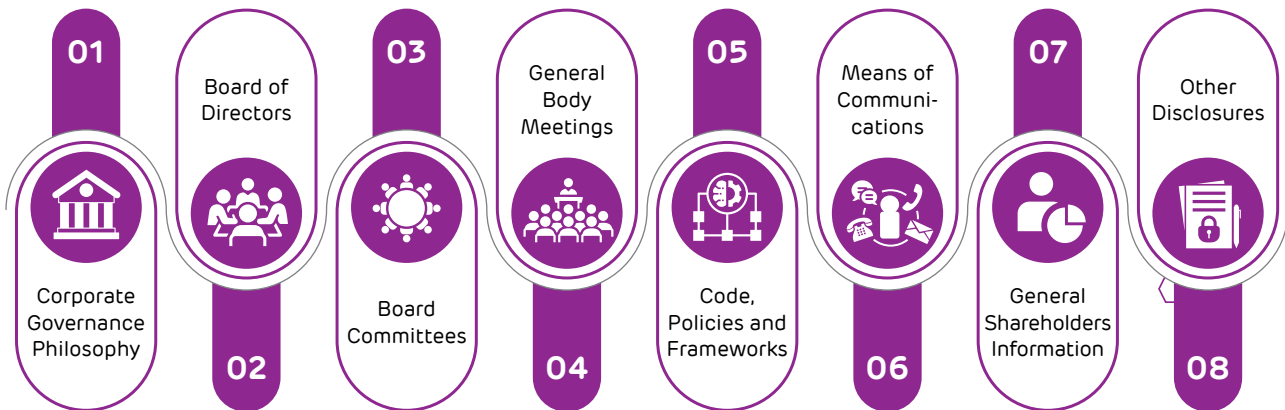 01
Corporate
Governance
Philosophy
Board of
Directors
02
03
Board
Committees
General
Body
Meetings
04
05
Code,
Policies and
Frameworks
Means of
Communi-
cations
06
07
General
Shareholders
Information
Other
Disclosures
08